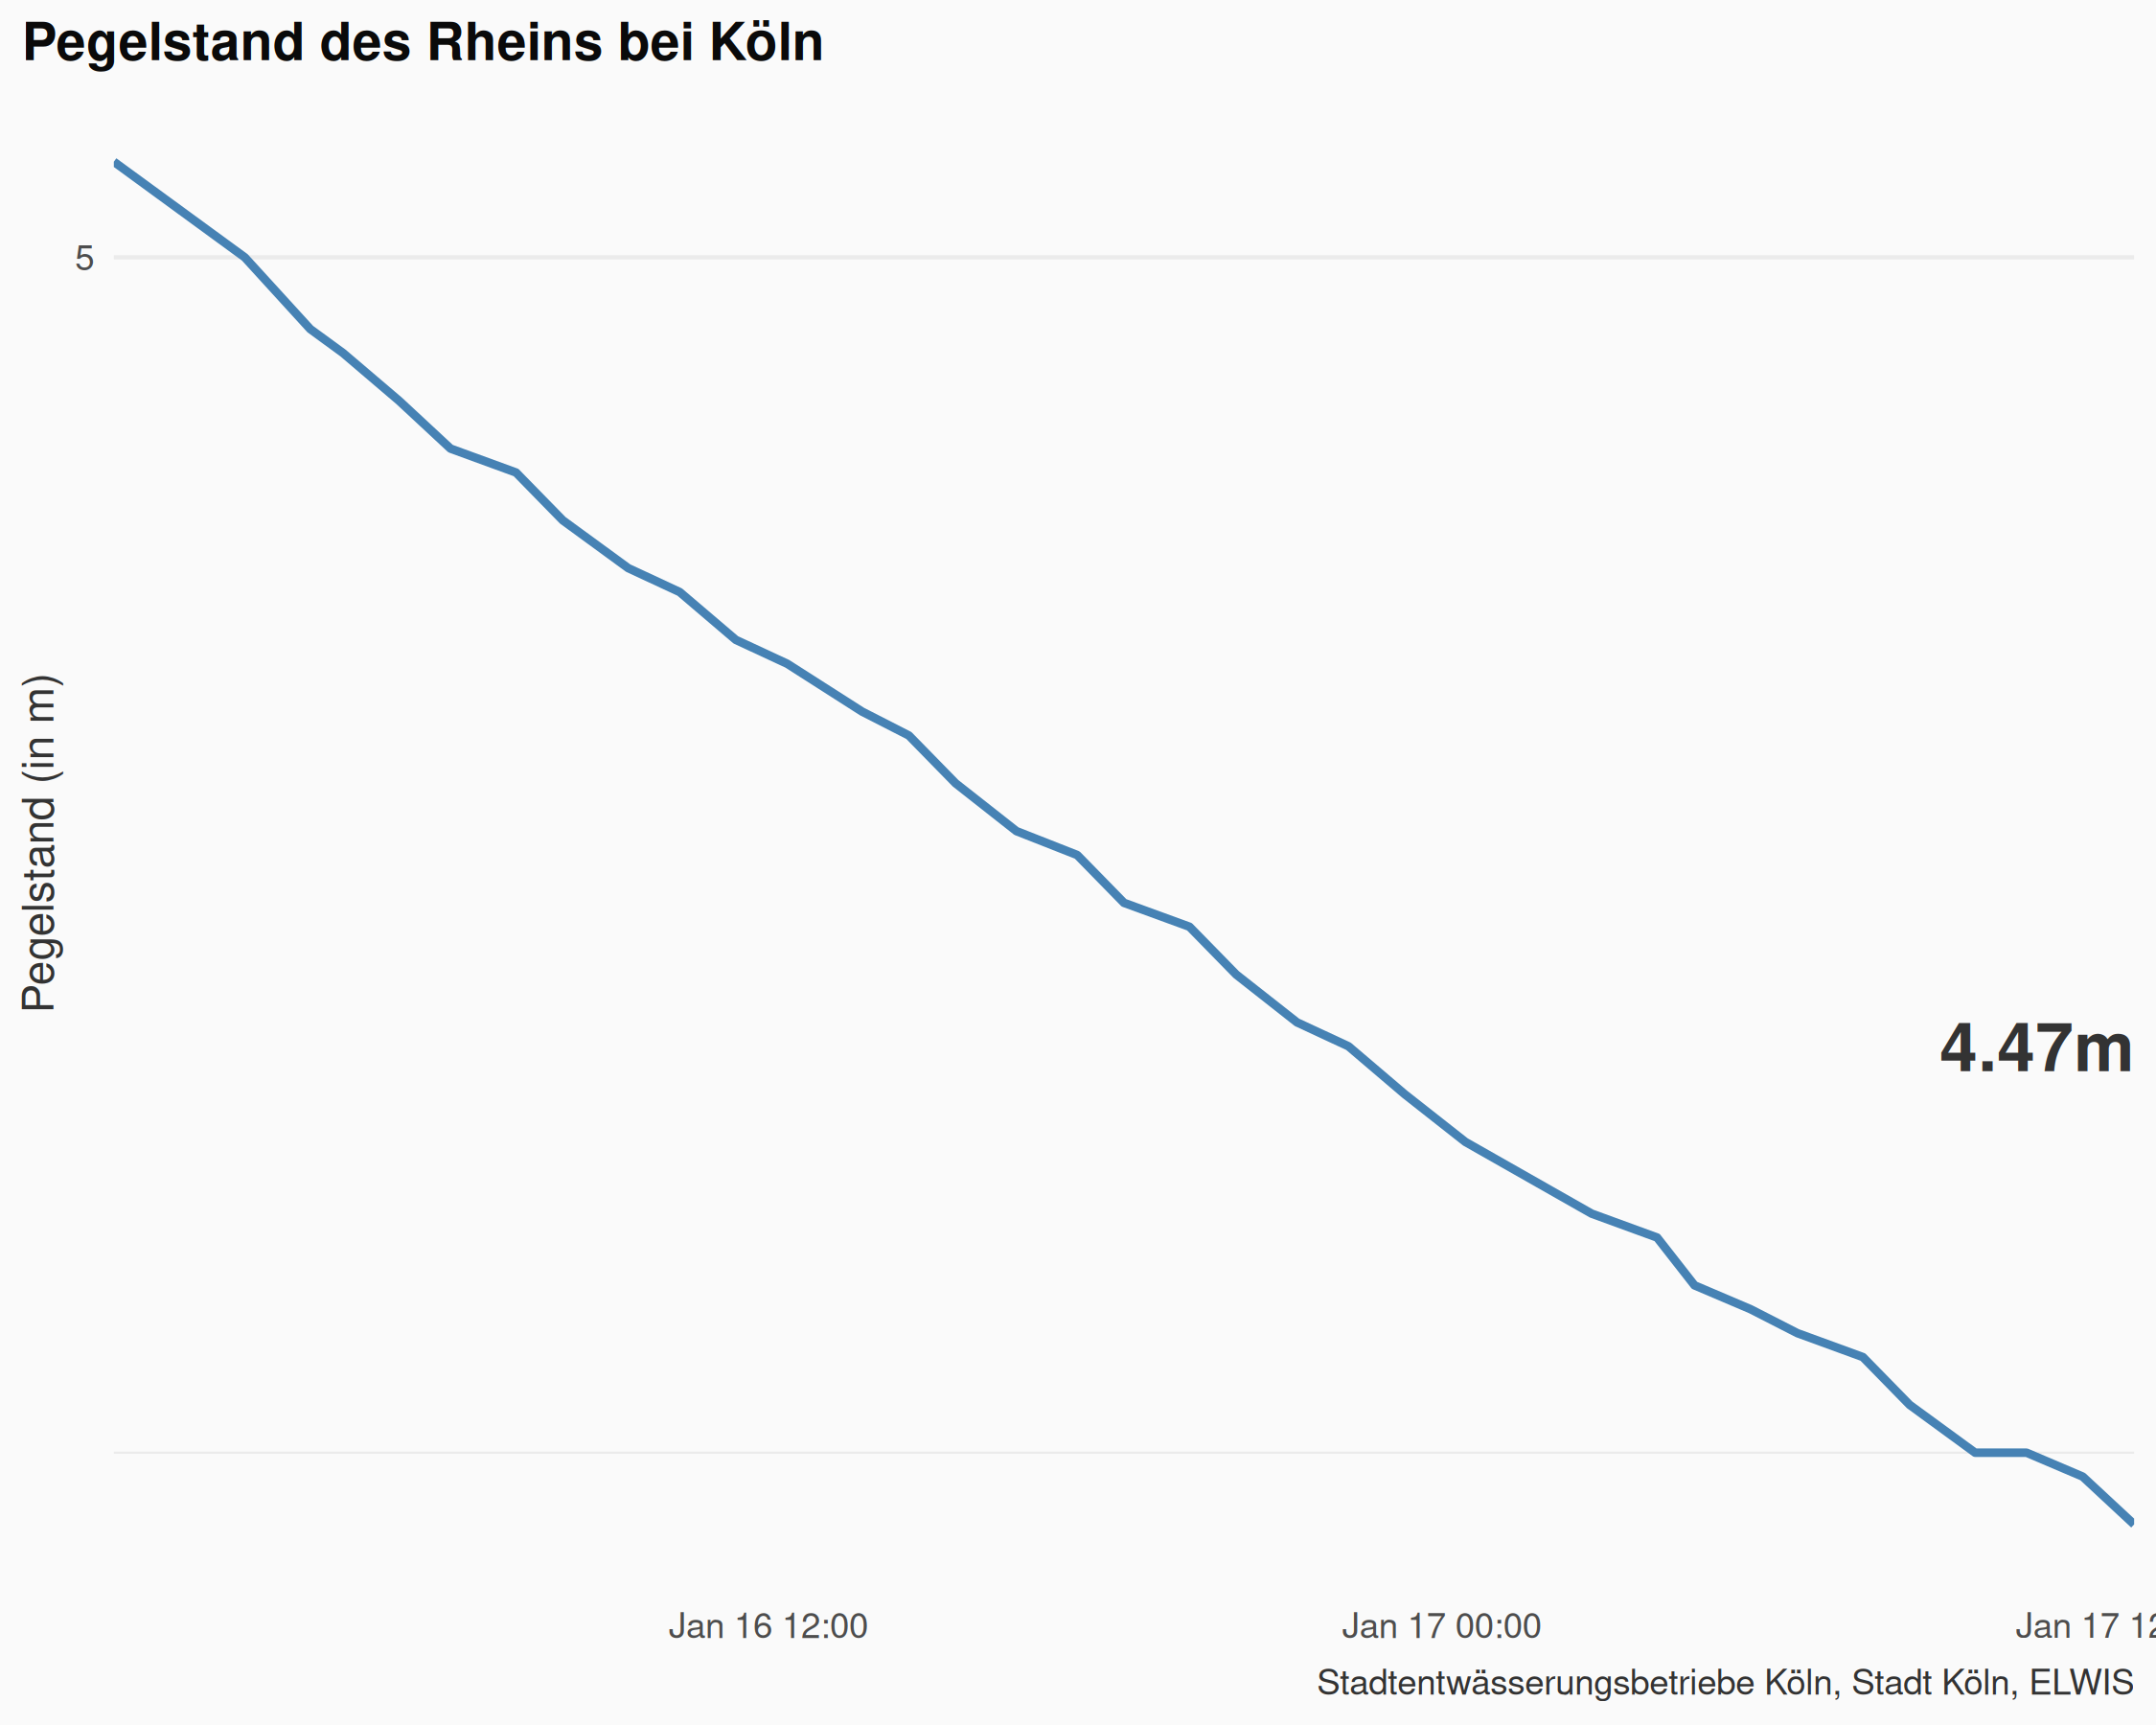 Pegelstand des Rheins bei Köln
5
Pegelstand (in m)
4.47m
Jan 16 12:00
Jan 17 00:00
Jan 17 12
Stadtentwässerungsbetriebe Köln, Stadt Köln, ELWIS